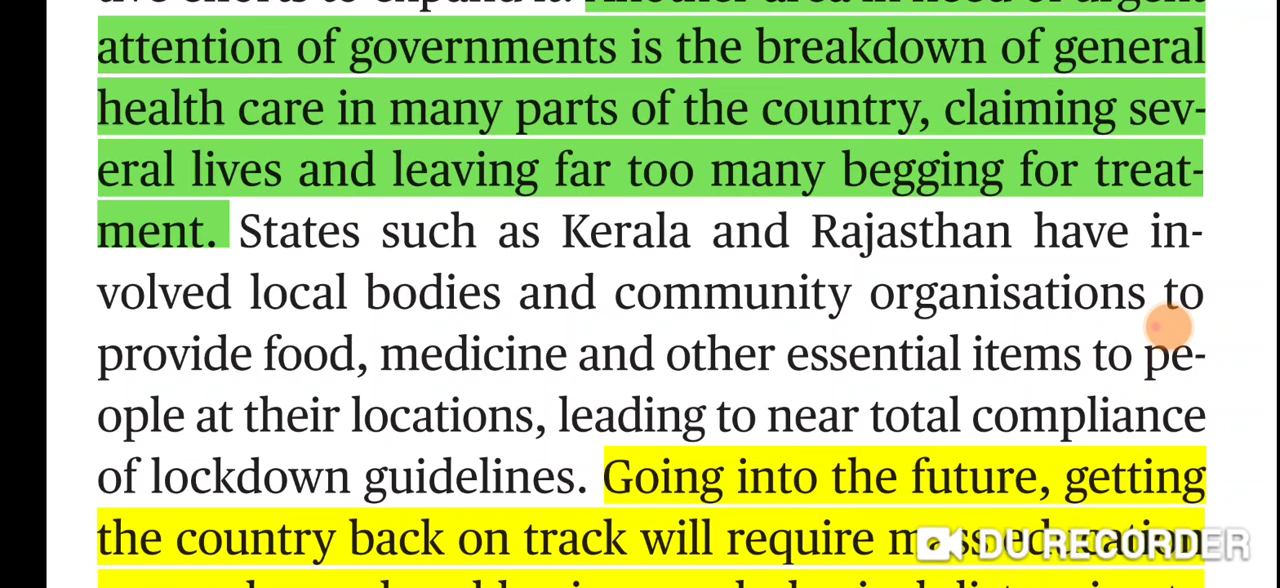 attention of governments is the breakdown of general
health care in many parts of the country, claiming sev-
eral lives and leaving far too many begging for treat-
ment. States such as Kerala and Rajasthan have in-
volved local bodies and community organisations to
provide food, medicine and other essential items to pe-
ople at their locations, leading to near total compliance
of lockdown guidelines. Going into the future, getting
the country back on track will require mass education
DU RECORDER